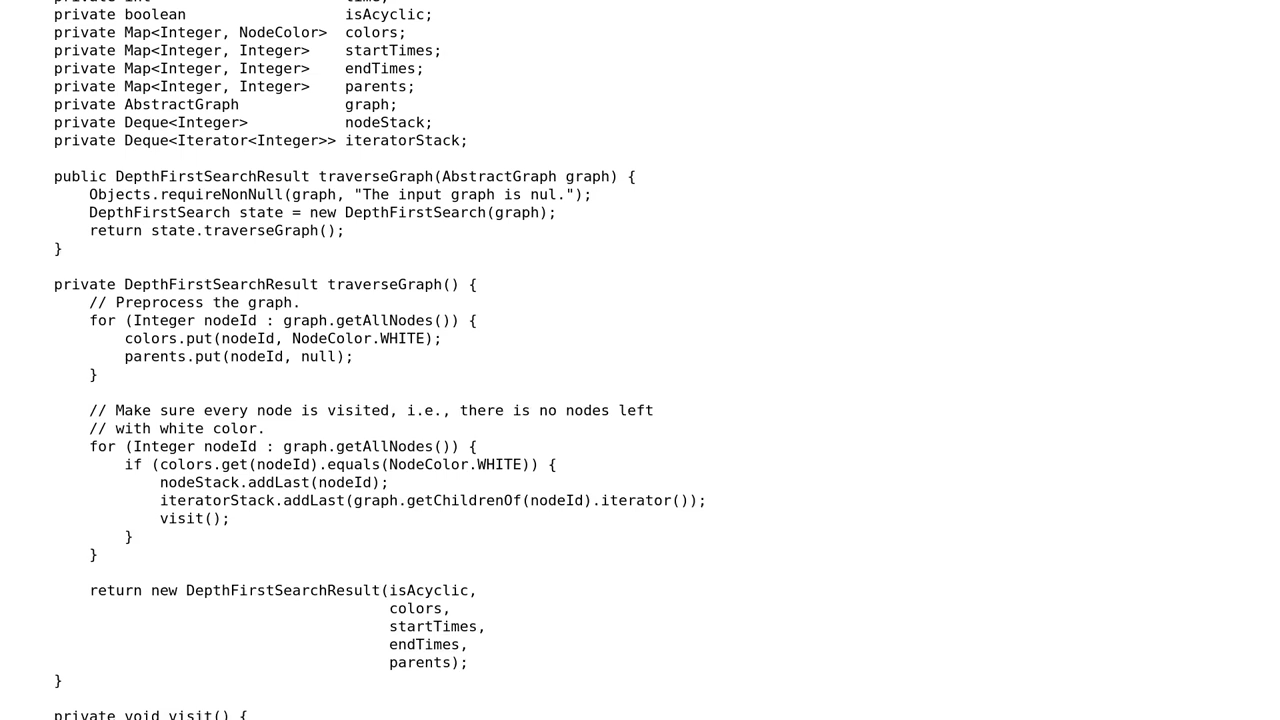 private int                      time;
private boolean                  isAcyclic;
private Map<Integer, NodeColor>  colors;
private Map<Integer, Integer>    startTimes;
private Map<Integer, Integer>    endTimes;
private Map<Integer, Integer>    parents;
private AbstractGraph            graph;
private Deque<Integer>           nodeStack;
private Deque<Iterator<Integer>> iteratorStack;

public DepthFirstSearchResult traverseGraph(AbstractGraph graph) {
    Objects.requireNonNull(graph, "The input graph is nul.");
    DepthFirstSearch state = new DepthFirstSearch(graph);
    return state.traverseGraph();
}

private DepthFirstSearchResult traverseGraph() {
    // Preprocess the graph.
    for (Integer nodeId : graph.getAllNodes()) {
        colors.put(nodeId, NodeColor.WHITE);
        parents.put(nodeId, null);
    }

    // Make sure every node is visited, i.e., there is no nodes left
    // with white color.
    for (Integer nodeId : graph.getAllNodes()) {
        if (colors.get(nodeId).equals(NodeColor.WHITE)) {
            nodeStack.addLast(nodeId);
            iteratorStack.addLast(graph.getChildrenOf(nodeId).iterator());
            visit();
        }
    }

    return new DepthFirstSearchResult(isAcyclic,
                                      colors,
                                      startTimes,
                                      endTimes,
                                      parents);
}

private void visit() {